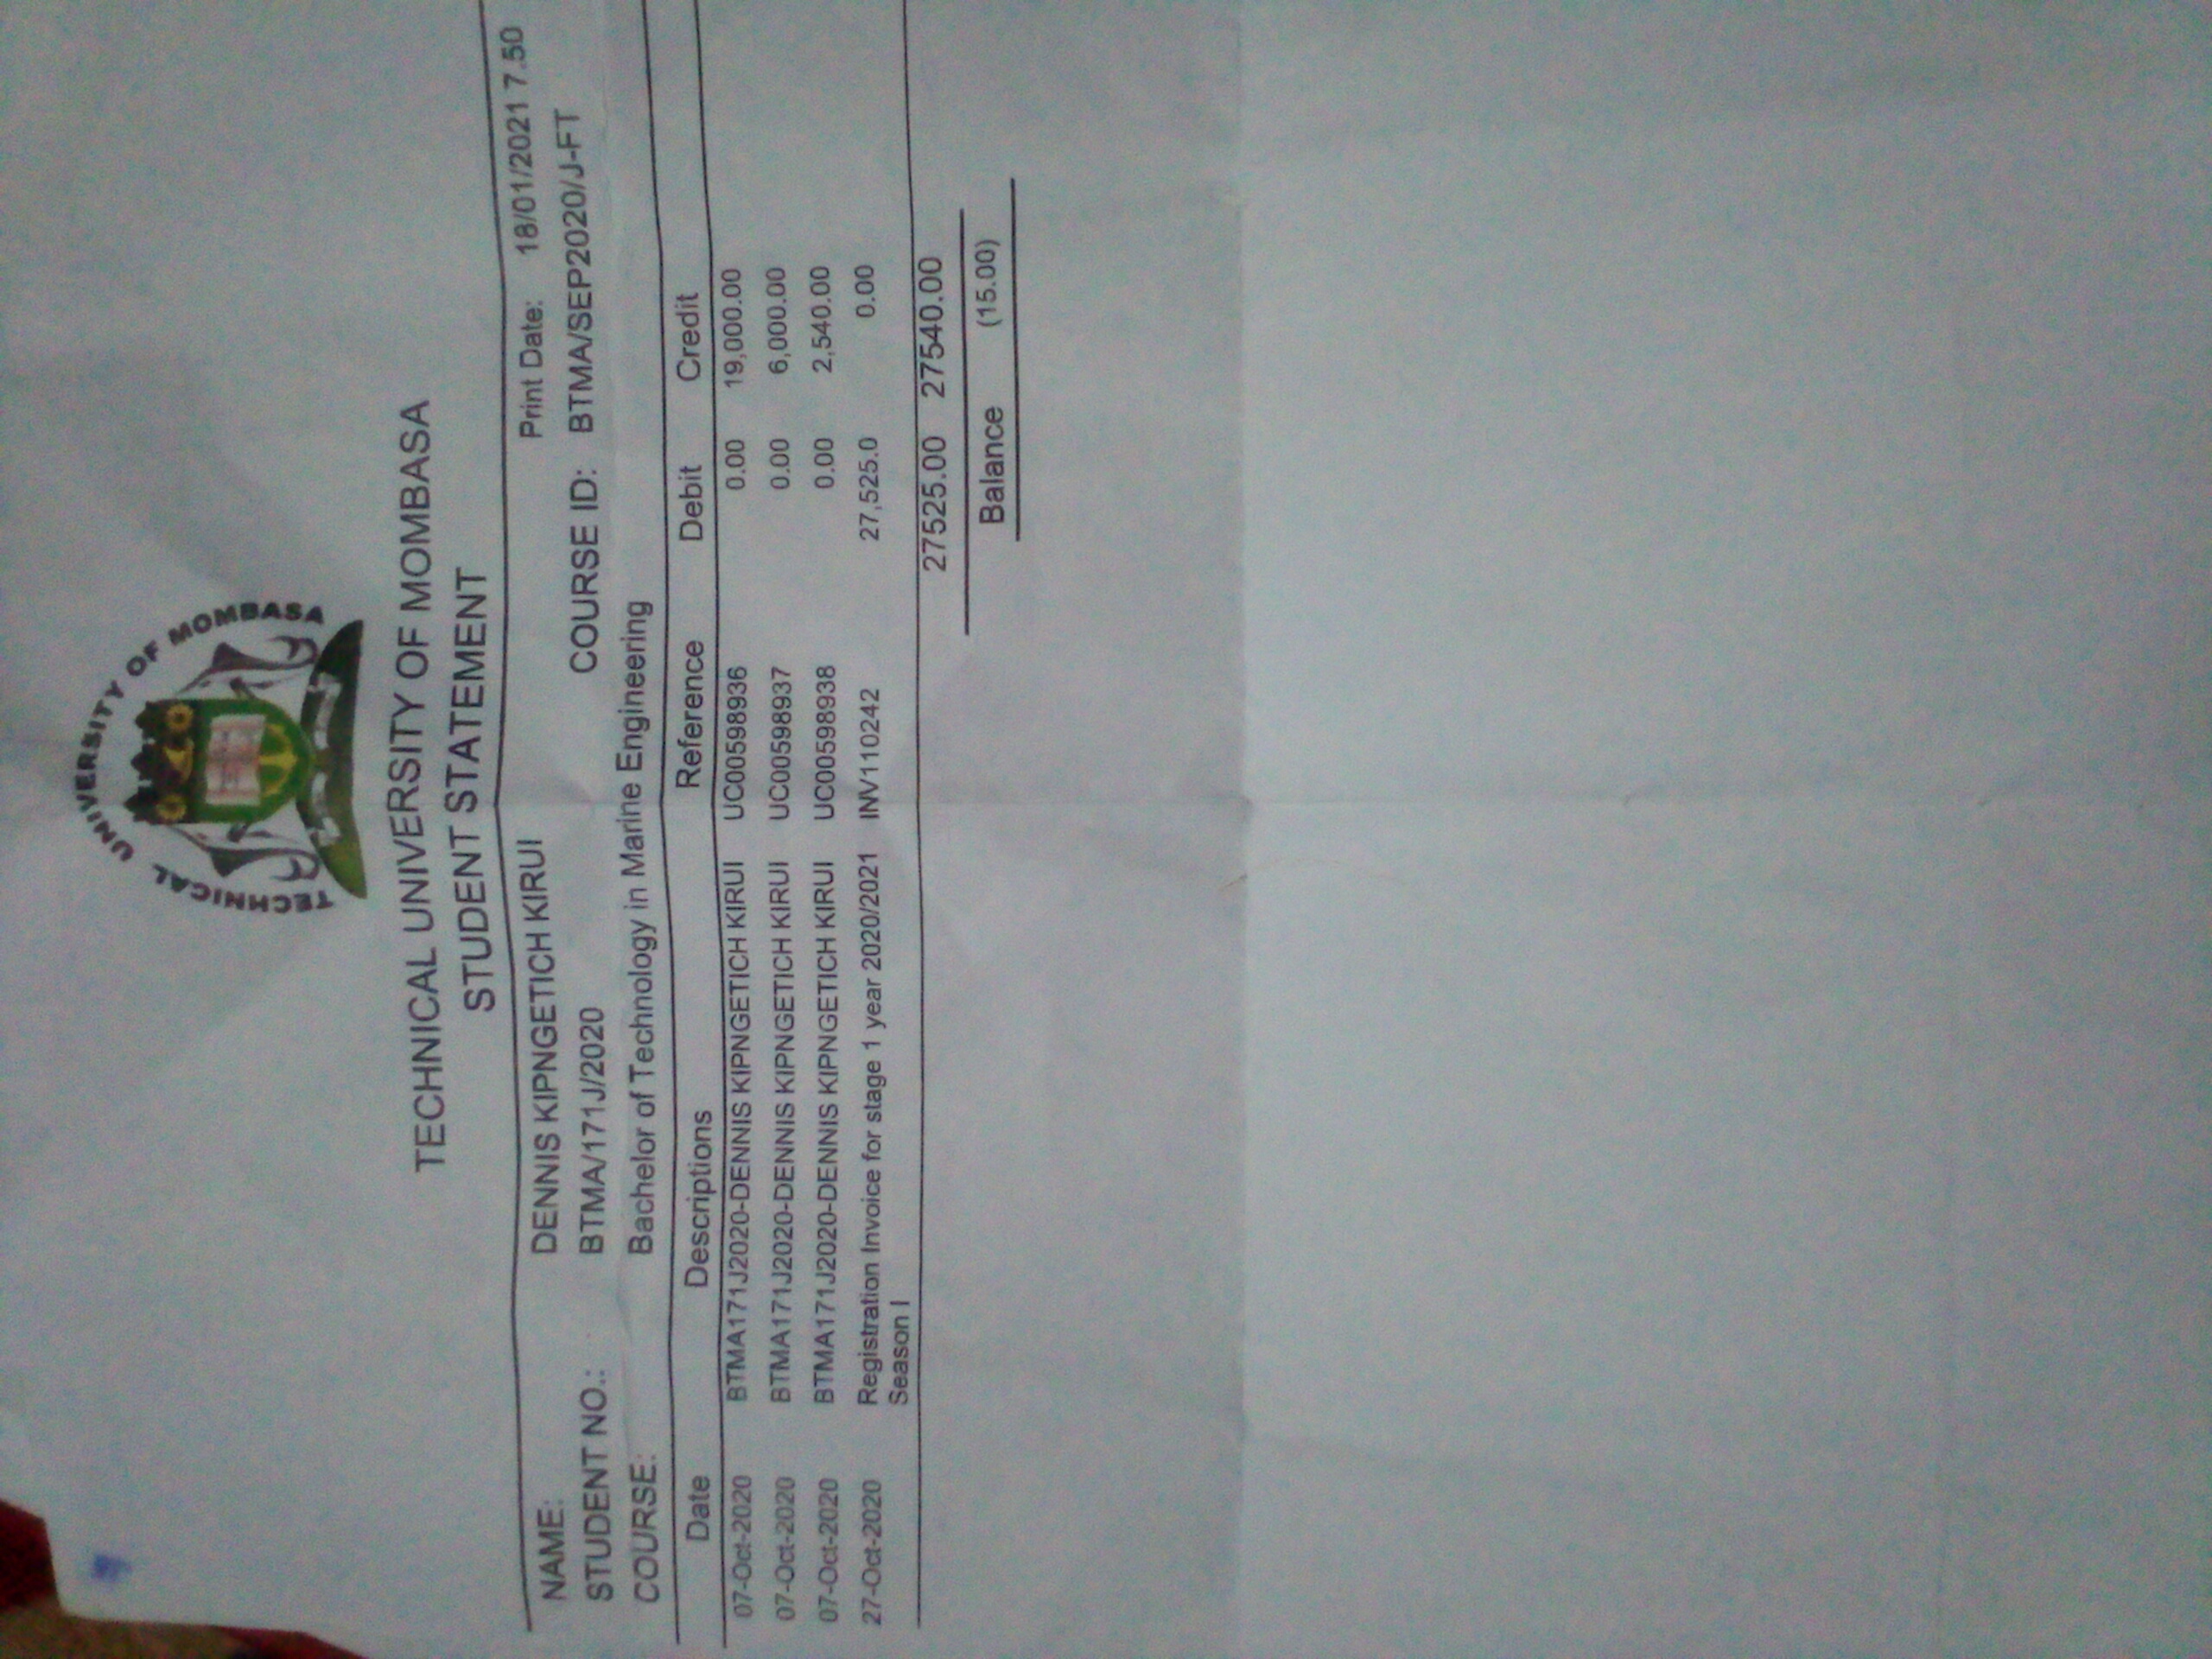 TECHNICAL UNIVERSITY OF MOMBASA
TECHNICAL UNIVERSITY OF MOMBASA
STUDENT STATEMENT
NAME: DENNIS KIPNGETICH KIRUI Print Date: 18/01/2021 7.50
STUDENT NO.: BTMA/171J/2020 COURSE ID: BTMA/SEP2020/J-FT
COURSE: Bachelor of Technology in Marine Engineering
Date Descriptions Reference Debit Credit
07-Oct-2020 BTMA171J2020-DENNIS KIPNGETICH KIRUI UC00598936 0.00 19,000.00
07-Oct-2020 BTMA171J2020-DENNIS KIPNGETICH KIRUI UC00598937 0.00 6,000.00
07-Oct-2020 BTMA171J2020-DENNIS KIPNGETICH KIRUI UC00598938 0.00 2,540.00
27-Oct-2020 Registration Invoice for stage 1 year 2020/2021 INV110242 27,525.0 0.00
Season I
27525.00 27540.00
Balance (15.00)